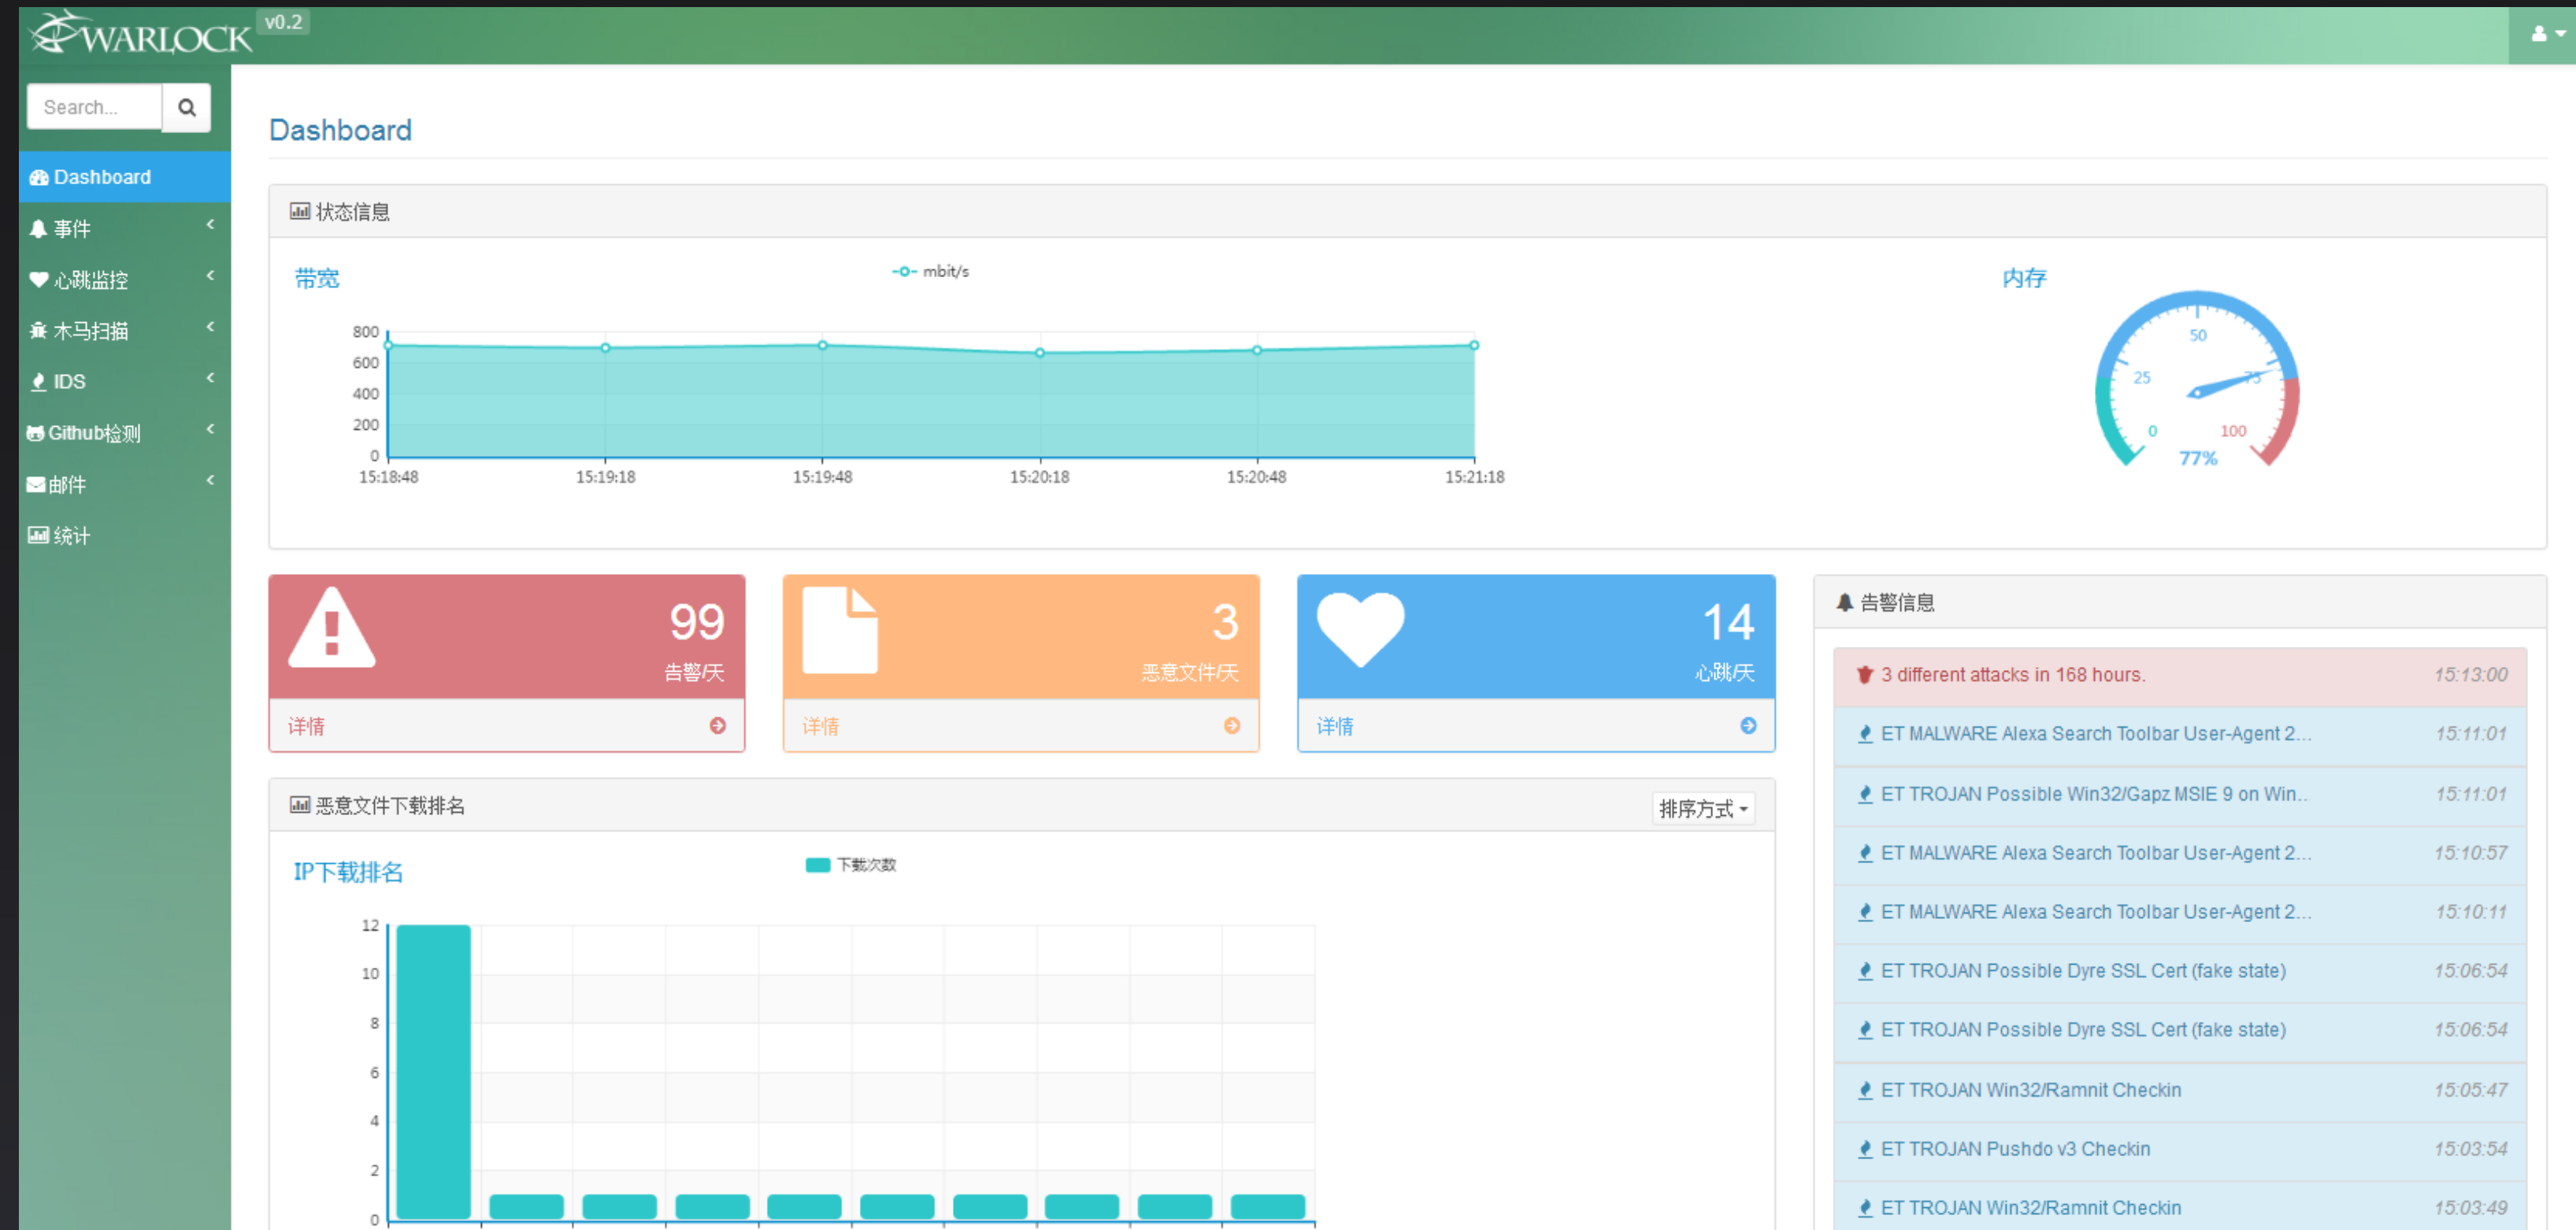 WARLOCK v0.2
Search...
Dashboard
事件
心跳监控
木马扫描
IDS
Github检测
邮件
统计
Dashboard
状态信息
带宽
mbit/s
800
600
400
200
0
15:18:48 15:19:18 15:19:48 15:20:18 15:20:48 15:21:18
内存
50
25 75
0 100
77%
99
告警/天
详情
3
恶意文件/天
详情
14
心跳/天
详情
恶意文件下载排名 排序方式
IP下载排名
下载次数
12
10
8
6
4
2
0
告警信息
3 different attacks in 168 hours. 15:13:00
ET MALWARE Alexa Search Toolbar User-Agent 2... 15:11:01
ET TROJAN Possible Win32/Gapz MSIE 9 on Win... 15:11:01
ET MALWARE Alexa Search Toolbar User-Agent 2... 15:10:57
ET MALWARE Alexa Search Toolbar User-Agent 2... 15:10:11
ET TROJAN Possible Dyre SSL Cert (fake state) 15:06:54
ET TROJAN Possible Dyre SSL Cert (fake state) 15:06:54
ET TROJAN Win32/Ramnit Checkin 15:05:47
ET TROJAN Pushdo v3 Checkin 15:03:54
ET TROJAN Win32/Ramnit Checkin 15:03:49